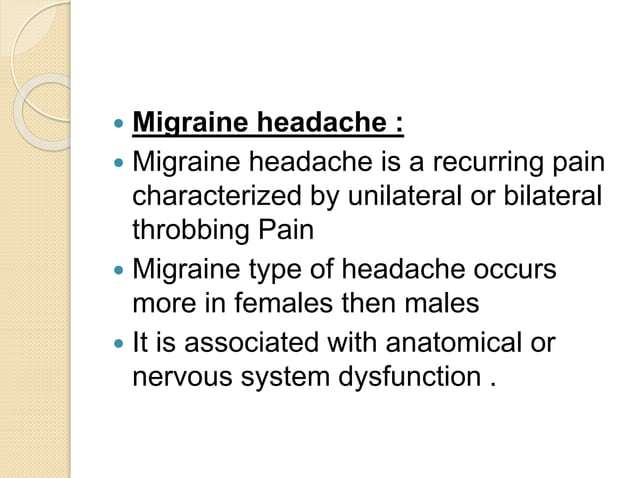 Migraine headache :
Migraine headache is a recurring pain
characterized by unilateral or bilateral
throbbing Pain
Migraine type of headache occurs
more in females then males
It is associated with anatomical or
nervous system dysfunction .